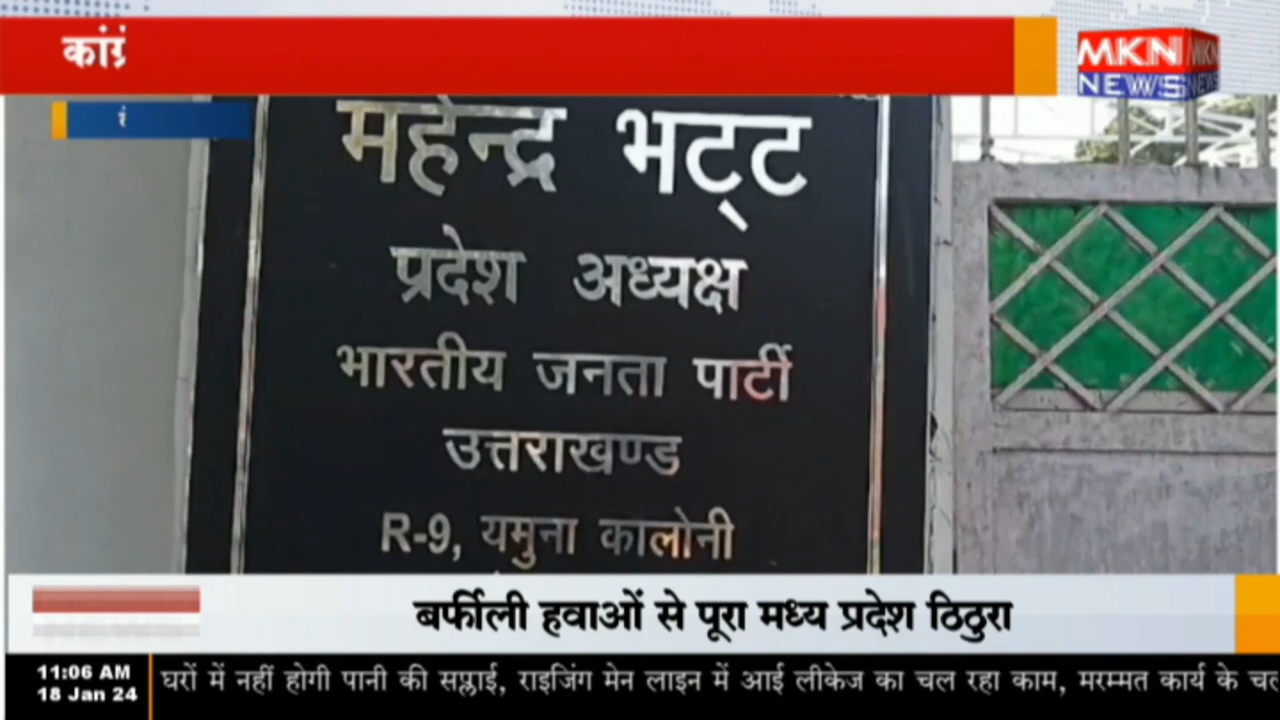 MKN
NEWS
महेन्द्र भट्ट
प्रदेश अध्यक्ष
भारतीय जनता पार्टी
उत्तराखण्ड
R-9, यमुना कालोनी
बर्फीली हवाओं से पूरा मध्य प्रदेश ठिठुरा
11:06 AM
18 Jan 24
घरों में नहीं होगी पानी की सप्लाई, राइजिंग मेन लाइन में आई लीकेज का चल रहा काम, मरम्मत कार्य के